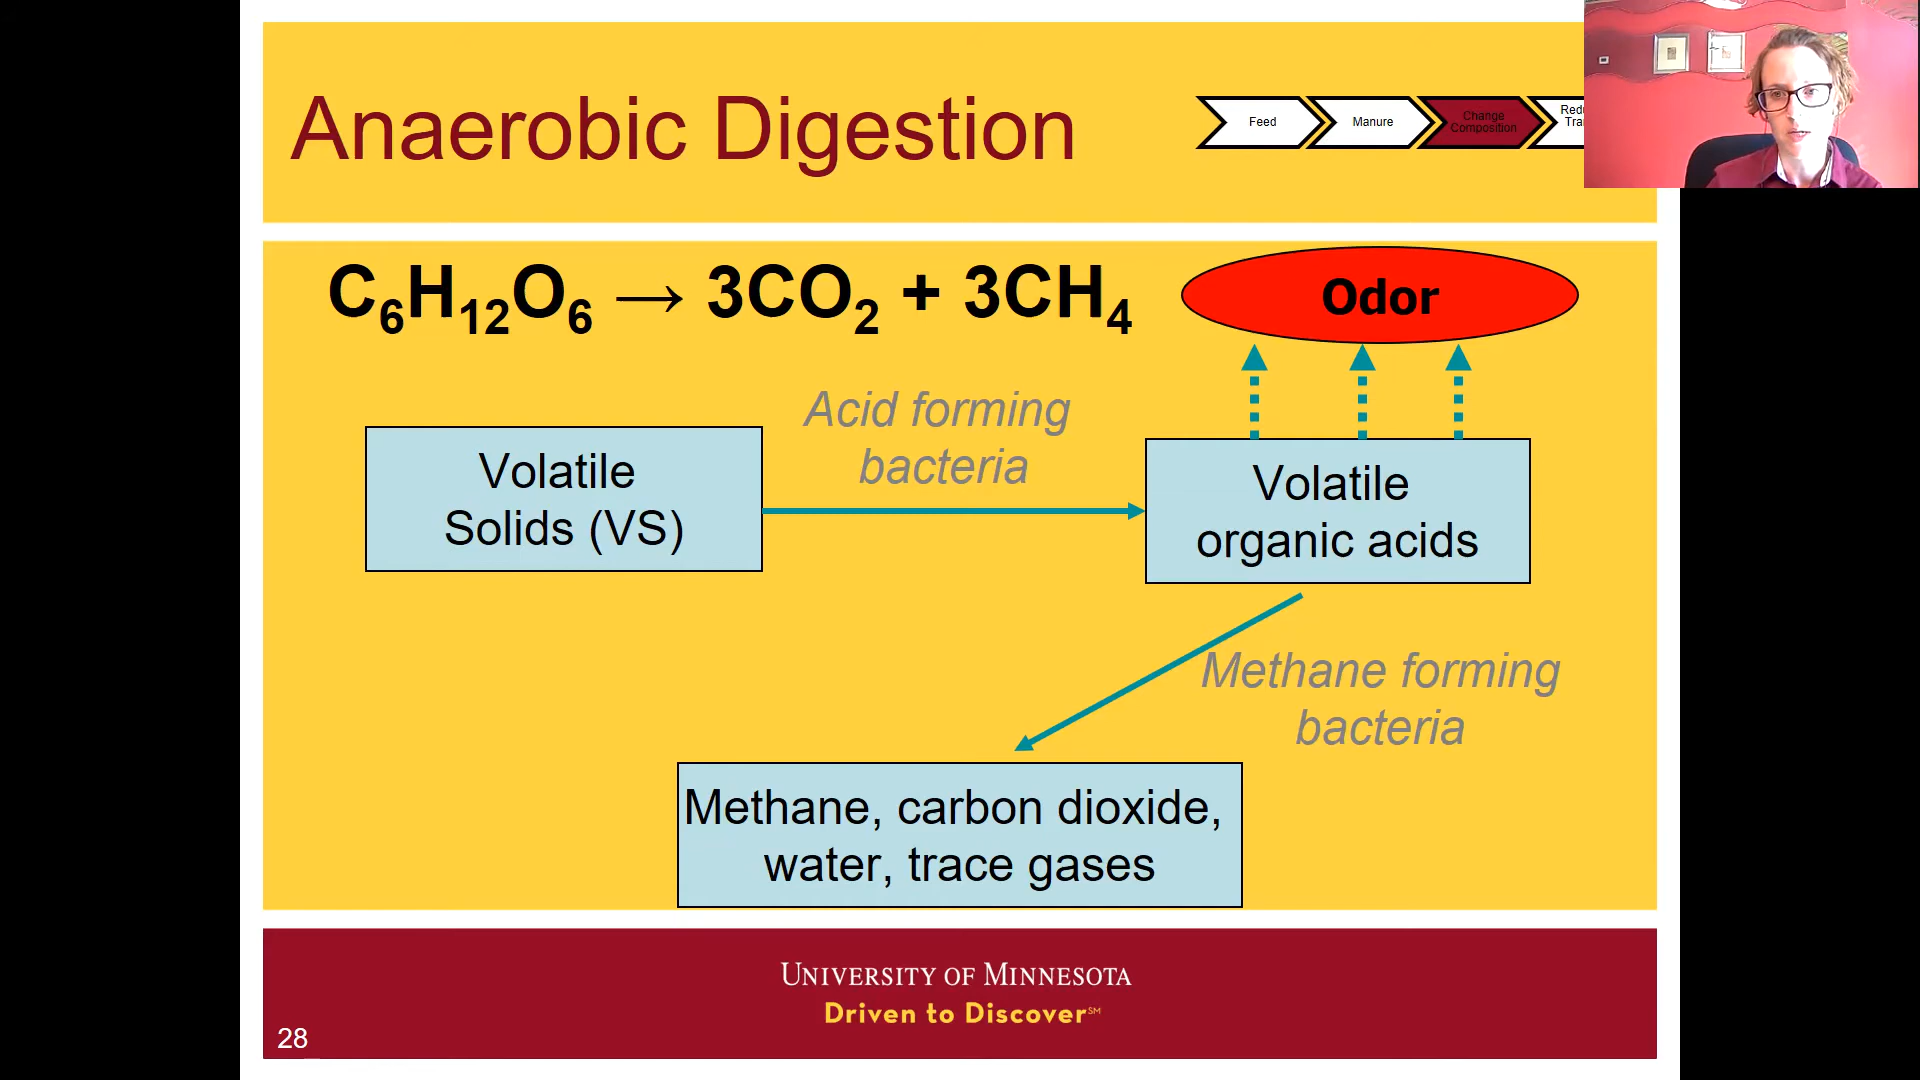 Anaerobic Digestion
Feed
Manure
Change
Composition
C₆H₁₂O₆ → 3CO₂ + 3CH₄
Odor
Acid forming
bacteria
Volatile
Solids (VS)
Volatile
organic acids
Methane forming
bacteria
Methane, carbon dioxide,
water, trace gases
UNIVERSITY OF MINNESOTA
Driven to Discover℠
28